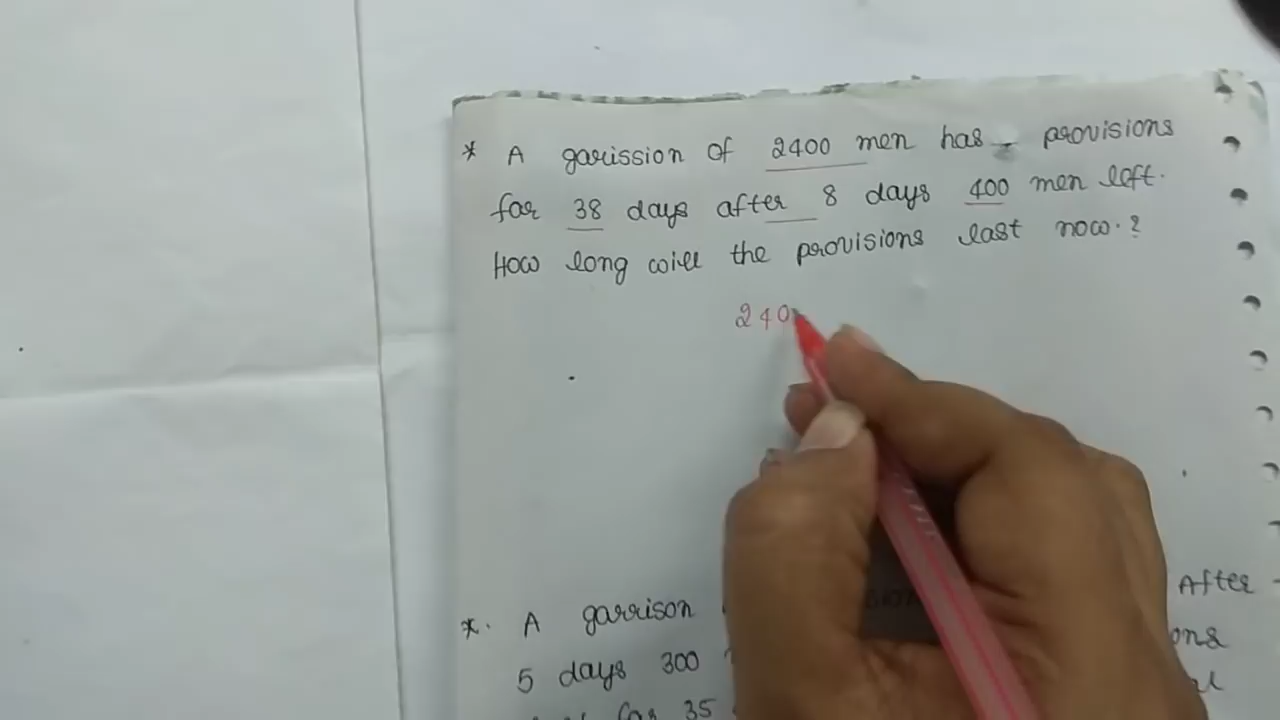 * A garission of 2400 men has provisions
for 38 days after 8 days 400 men left.
How long will the provisions last now.?
240
*. A garrison After
5 days 300 ons
for 35